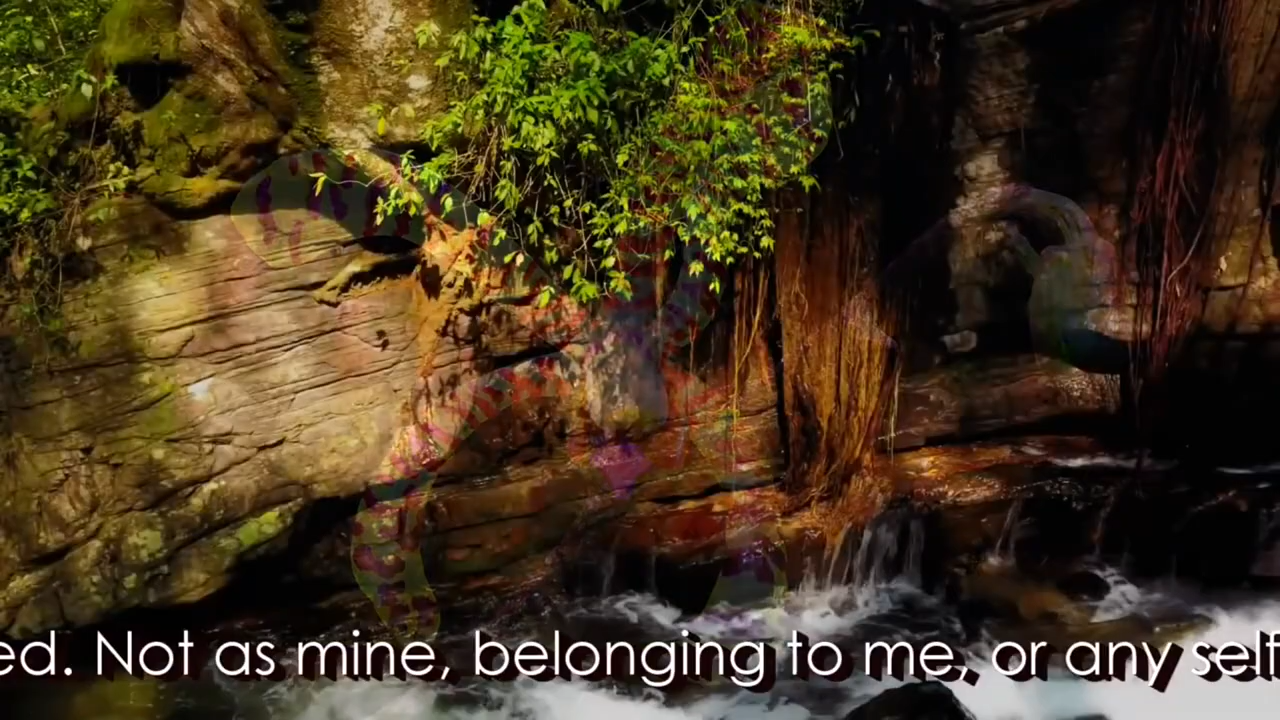 ed. Not as mine, belonging to me, or any self